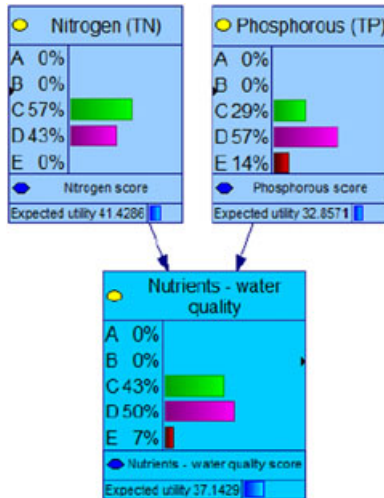 Nitrogen (TN)
A 0%
B 0%
C 57%
D 43%
E 0%
Nitrogen score
Expected utility 41.4286
Phosphorous (TP)
A 0%
B 0%
C 29%
D 57%
E 14%
Phosphorous score
Expected utility 32.8571
Nutrients - water
quality
A 0%
B 0%
C 43%
D 50%
E 7%
Nutrients - water quality score
Expected utility 37.1429